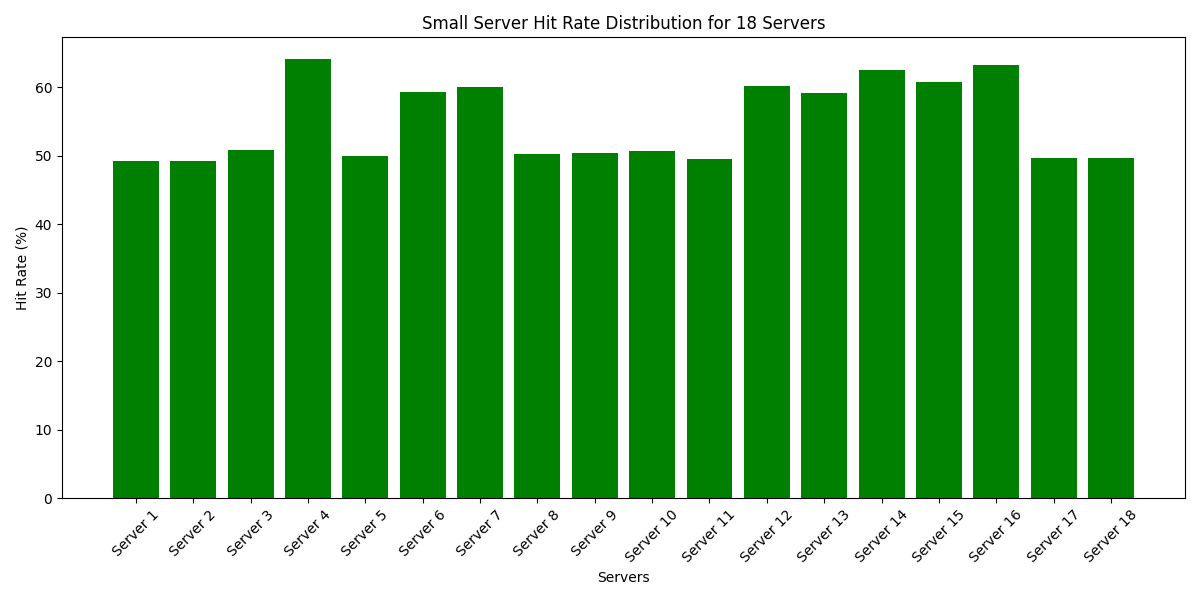 Small Server Hit Rate Distribution for 18 Servers
Hit Rate (%)
60
50
40
30
20
10
0
Server 1
Server 2
Server 3
Server 4
Server 5
Server 6
Server 7
Server 8
Server 9
Server 10
Server 11
Server 12
Server 13
Server 14
Server 15
Server 16
Server 17
Server 18
Servers